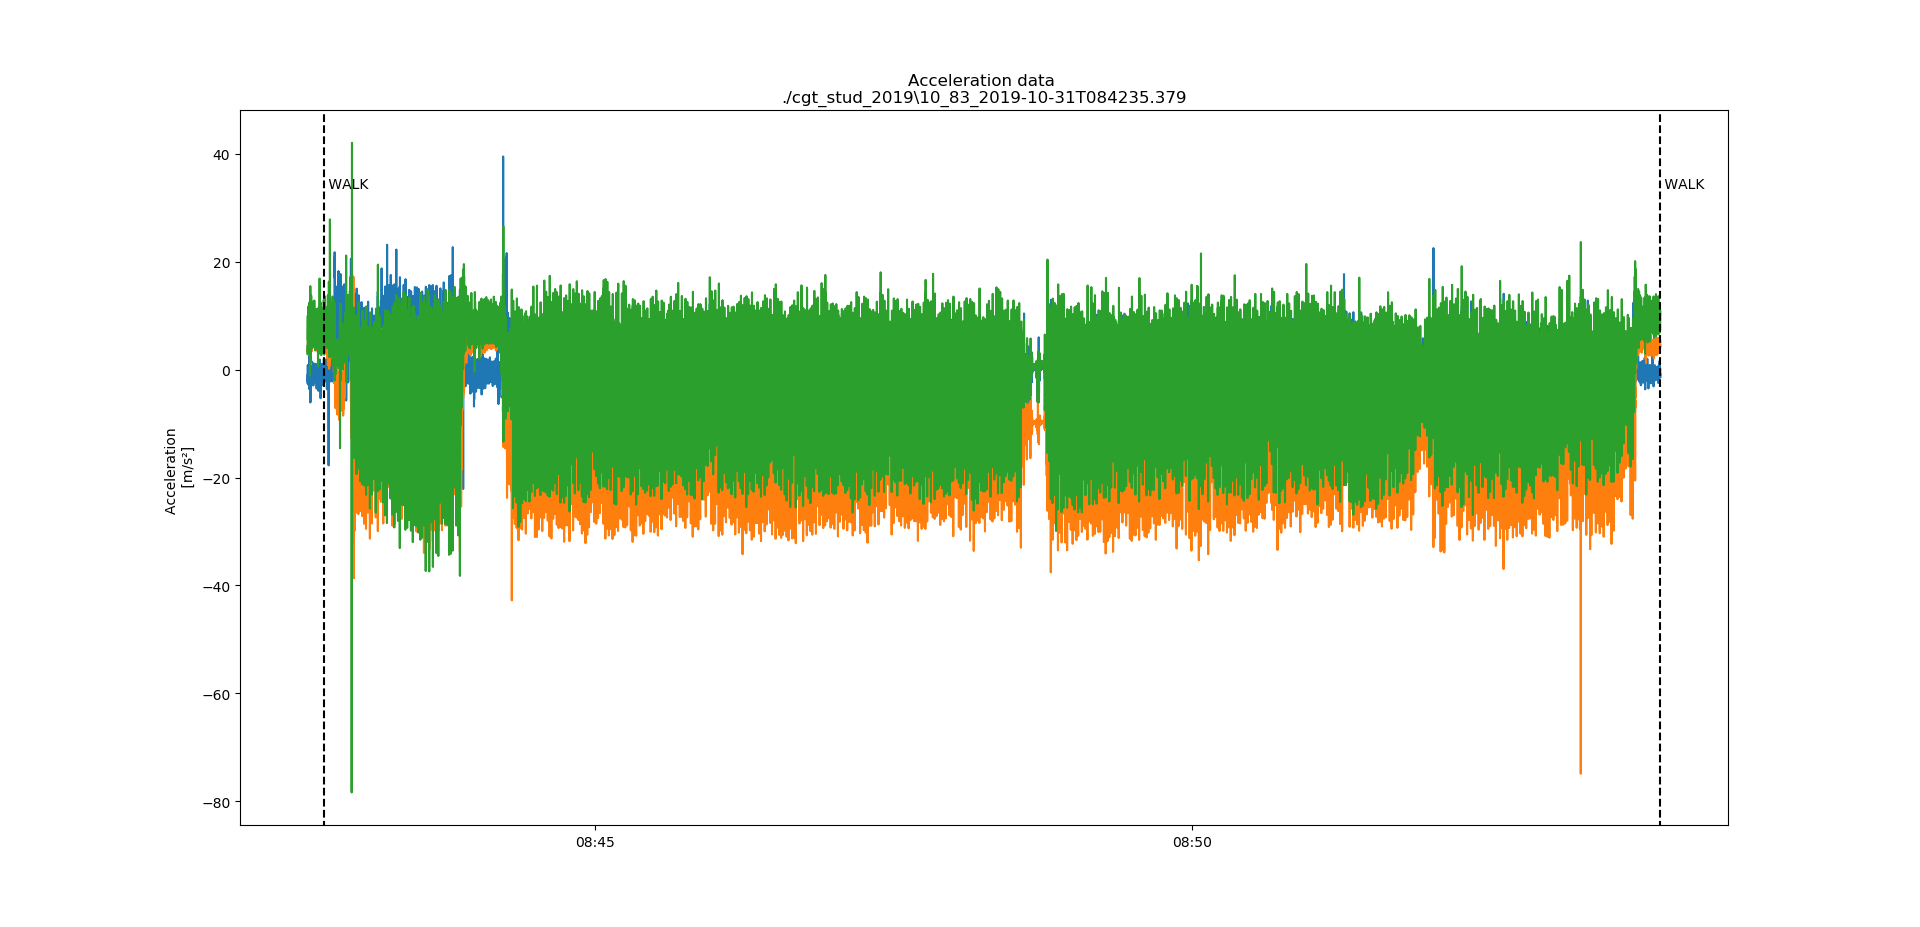 Acceleration data
./cgt_stud_2019\10_83_2019-10-31T084235.379
40
WALK
WALK
20
0
Acceleration
[m/s²]
−20
−40
−60
−80
08:45
08:50